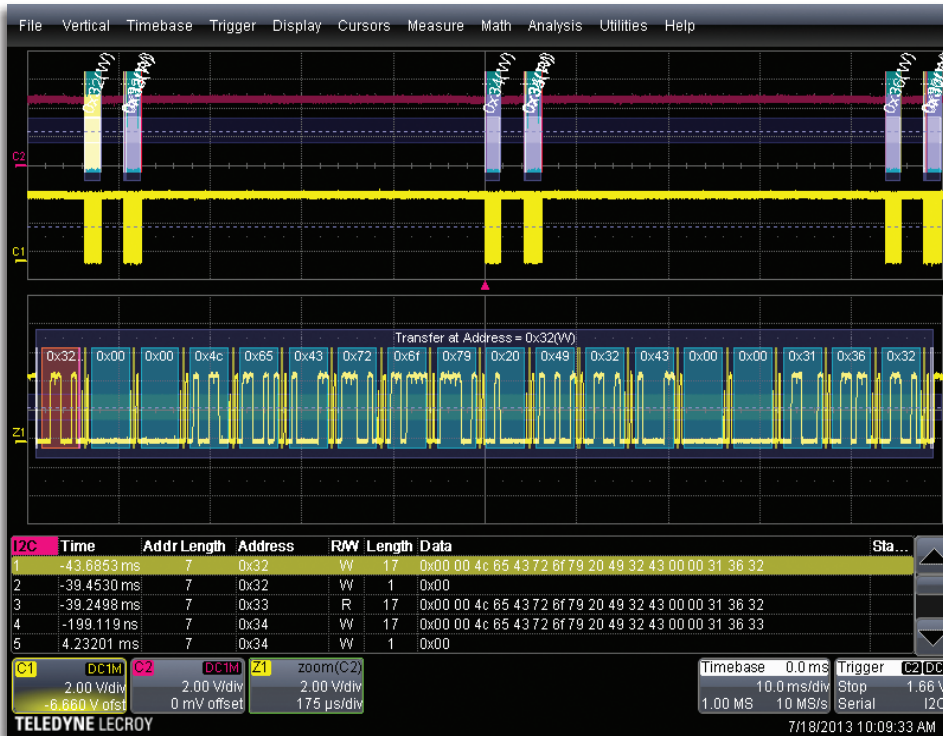 File Vertical Timebase Trigger Display Cursors Measure Math Analysis Utilities Help
0x32(W) 0x34(W)
C2
C1
Transfer at Address = 0x32(W)
0x32 0x00 0x00 0x4c 0x65 0x43 0x72 0x6f 0x79 0x20 0x49 0x32 0x43 0x00 0x00 0x31 0x36 0x32
Z1
I2C Time Addr Length Address R/W Length Data Sta...
1 -43.6853 ms 7 0x32 W 17 0x00 00 4c 65 43 72 6f 79 20 49 32 43 00 00 31 36 32
2 -39.4530 ms 7 0x32 W 1 0x00
3 -39.2498 ms 7 0x33 R 17 0x00 00 4c 65 43 72 6f 79 20 49 32 43 00 00 31 36 32
4 -199.119 ns 7 0x34 W 17 0x00 00 4c 65 43 72 6f 79 20 49 32 43 00 00 31 36 33
5 4.23201 ms 7 0x34 W 1 0x00
C1 DC1M C2 DC1M Z1 zoom(C2) Timebase 0.0 ms Trigger C2 DC
2.00 V/div 2.00 V/div 2.00 V/div 10.0 ms/div Stop 1.66 V
-6.660 V ofst 0 mV offset 175 µs/div 1.00 MS 10 MS/s Serial I2C
TELEDYNE LECROY 7/18/2013 10:09:33 AM